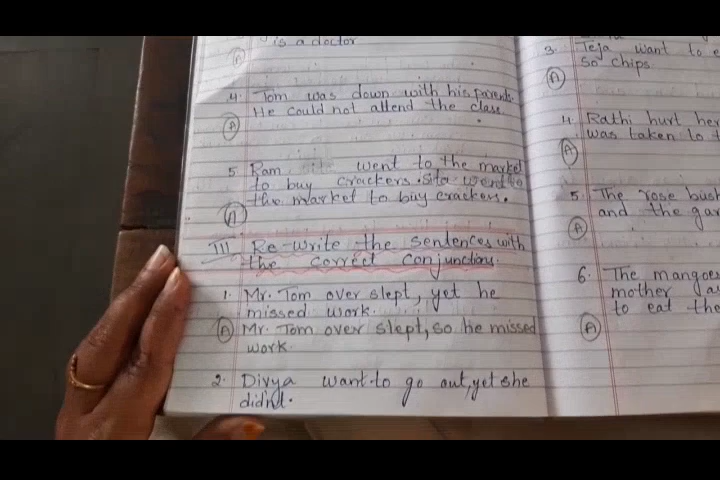 is a doctor
4. Tom was down with his parents.
He could not attend the class.
A
5. Ram went to the market
to buy crackers. Sita went to
the market to buy crackers.
A
III Re-write the sentences with
the correct conjunctions.
1. Mr. Tom over slept, yet he
missed work.
A Mr. Tom over slept, so he missed
work.
2. Divya want to go out, yet she
didn't.
3. Teja want to e
So chips
A
4. Rathi hurt her
was taken to t
A
5. The rose bush
and the gar
A
6. The mangoes
mother a
to eat the
A